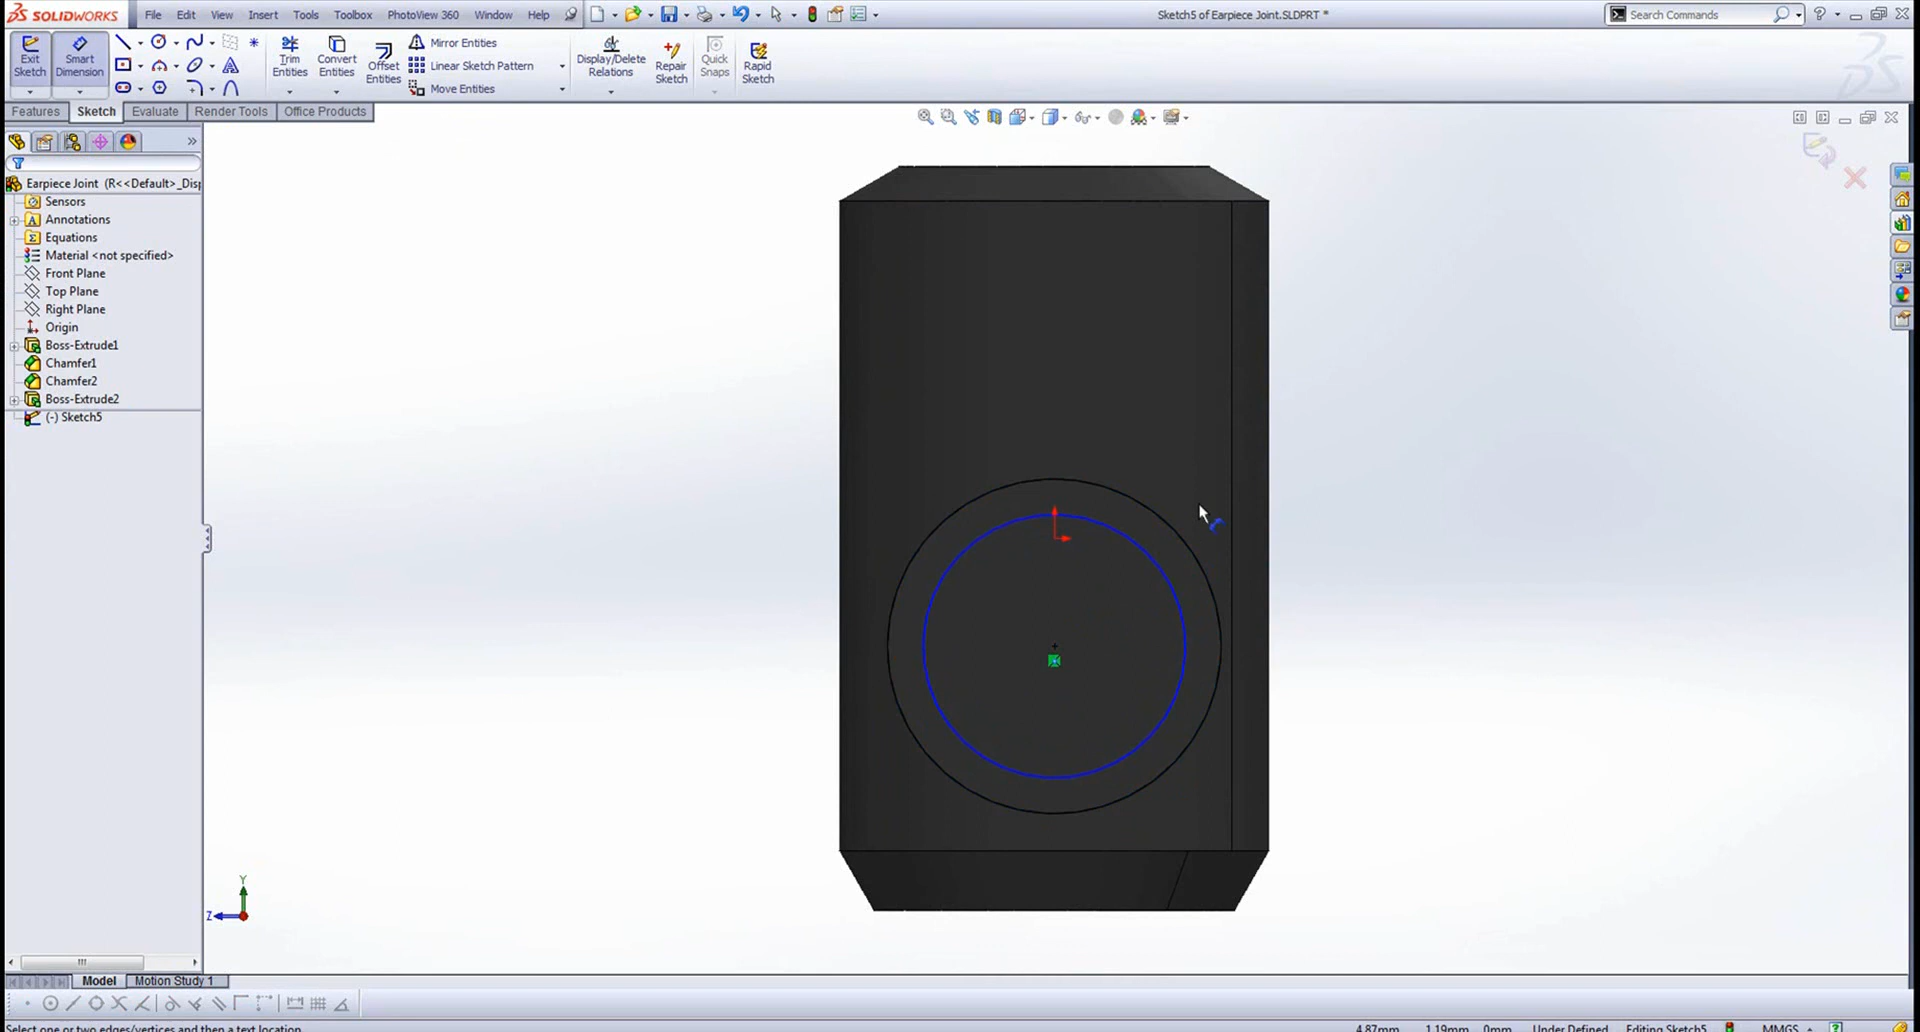 SOLIDWORKS File Edit View Insert Tools Toolbox PhotoView 360 Window Help Sketch5 of Earpiece Joint.SLDPRT * Search Commands
Exit Sketch
Smart Dimension
Trim Entities
Convert Entities
Offset Entities
Mirror Entities
Linear Sketch Pattern
Move Entities
Display/Delete Relations
Repair Sketch
Quick Snaps
Rapid Sketch
Features Sketch Evaluate Render Tools Office Products
Earpiece Joint (R<<Default>_Disp
Sensors
Annotations
Equations
Material <not specified>
Front Plane
Top Plane
Right Plane
Origin
Boss-Extrude1
Chamfer1
Chamfer2
Boss-Extrude2
(-) Sketch5
Y
Z
Model Motion Study 1
Select one or two edges/vertices and then a text location 4.87mm 1.19mm 0mm Under Defined Editing Sketch5 MMGS